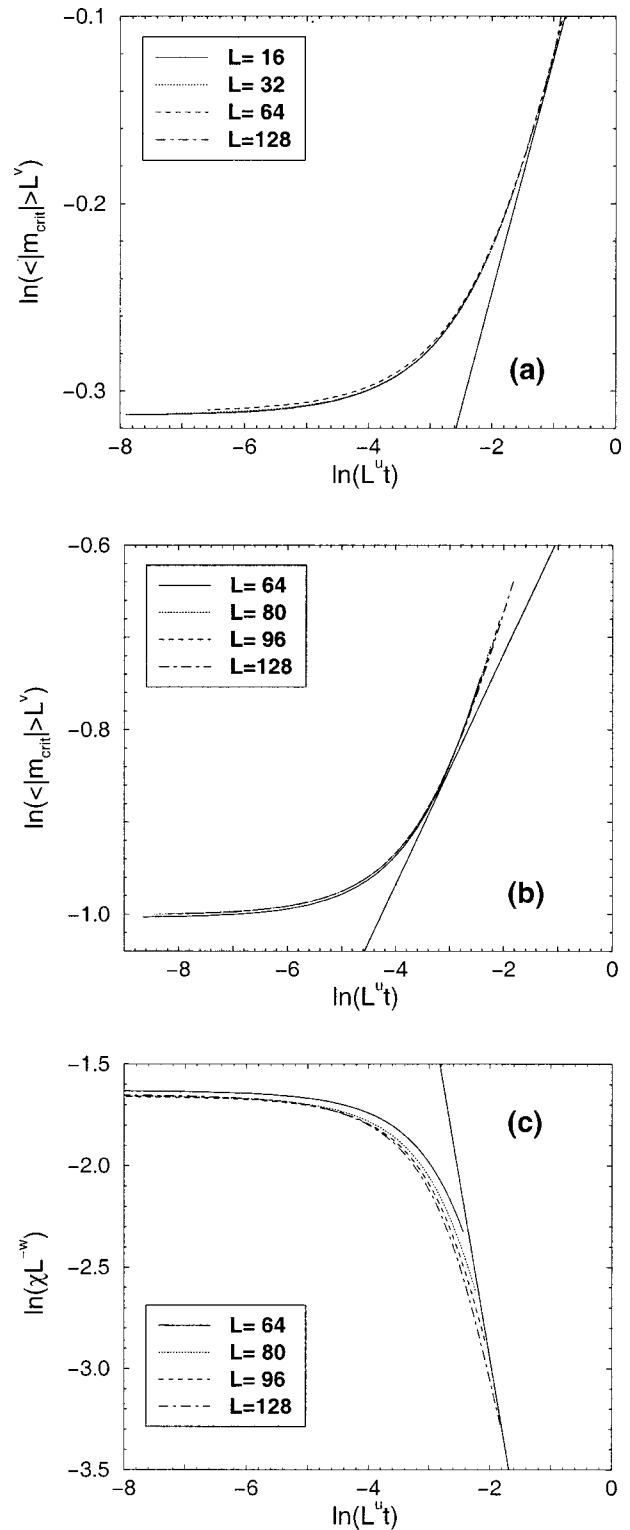 −0.1
L= 16
L= 32
L= 64
L=128
−0.2
ln(<|m_crit|>L^v)
−0.3
(a)
−8 −6 −4 −2 0
ln(L^u t)
−0.6
L= 64
L= 80
L= 96
L=128
−0.8
ln(<|m_crit|>L^v)
−1.0
(b)
−8 −6 −4 −2 0
ln(L^u t)
−1.5
(c)
−2.0
ln(χL^−w)
−2.5
L= 64
L= 80
L= 96
L=128
−3.0
−3.5
−8 −6 −4 −2 0
ln(L^u t)